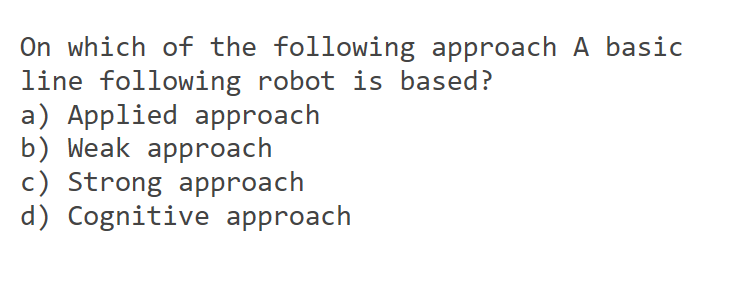 On which of the following approach A basic
line following robot is based?
a) Applied approach
b) Weak approach
c) Strong approach
d) Cognitive approach